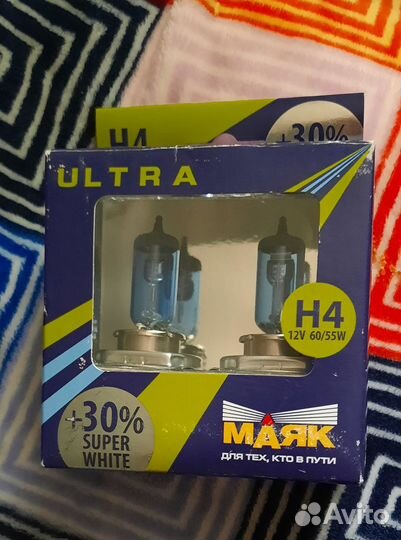 H4
+30%
ULTRA
H4
12V 60/55W
+30%
SUPER
WHITE
МАЯК
ДЛЯ ТЕХ, КТО В ПУТИ
Avito